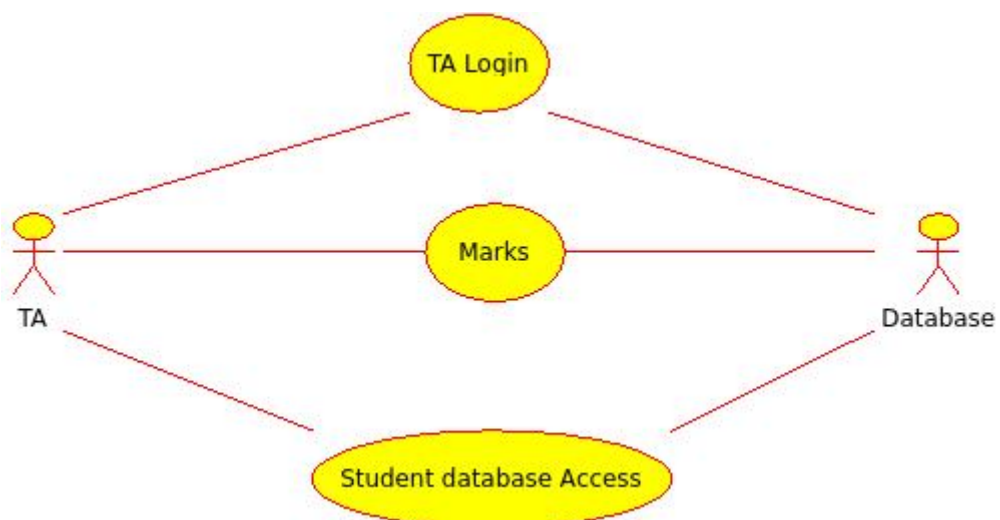 TA Login
Marks
TA
Database
Student database Access